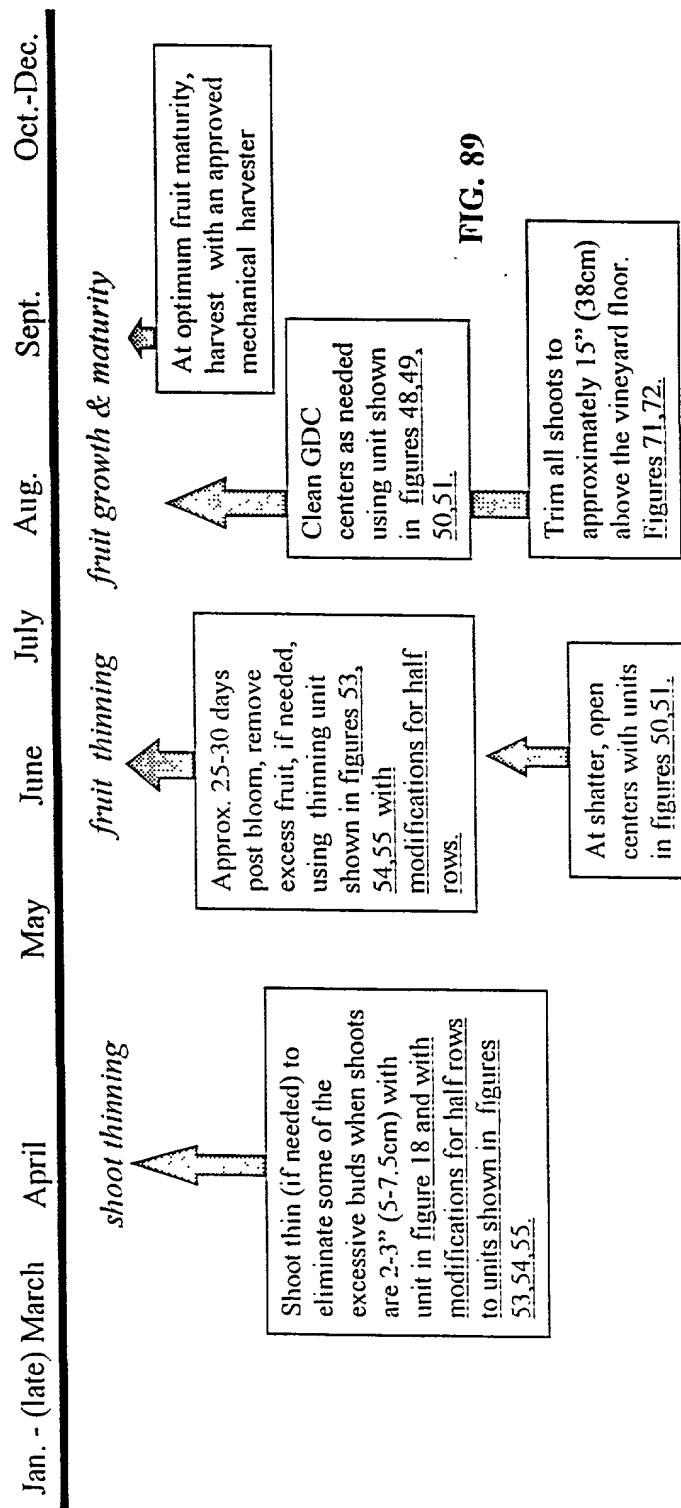 Jan. - (late) March April May June July Aug. Sept. Oct.-Dec.
shoot thinning
fruit thinning
fruit growth & maturity
Shoot thin (if needed) to
eliminate some of the
excessive buds when shoots
are 2-3" (5-7.5cm) with
unit in figure 18 and with
modifications for half rows
to units shown in figures
53,54,55.
Approx. 25-30 days
post bloom, remove
excess fruit, if needed,
using thinning unit
shown in figures 53,
54,55 with
modifications for half
rows.
At shatter, open
centers with units
in figures 50,51.
Clean GDC
centers as needed
using unit shown
in figures 48,49,
50,51.
Trim all shoots to
approximately 15" (38cm)
above the vineyard floor.
Figures 71,72.
At optimum fruit maturity,
harvest with an approved
mechanical harvester
FIG. 89